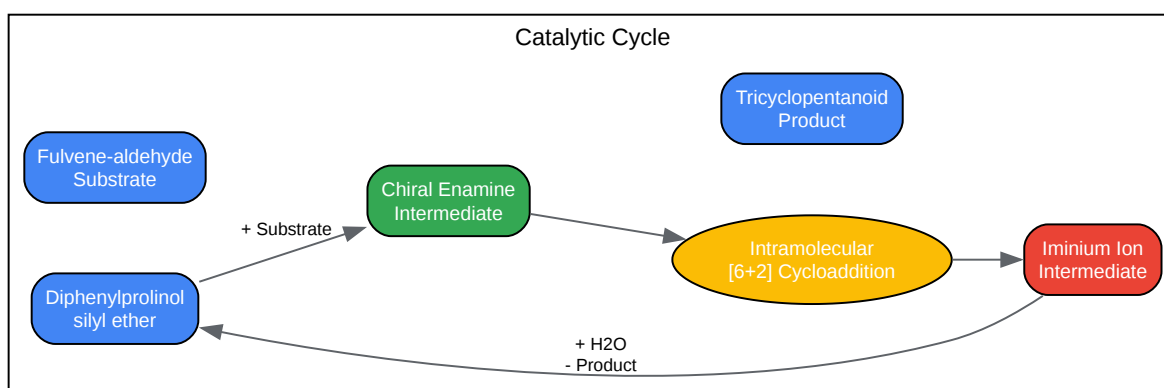 Catalytic Cycle
Tricyclopentanoid
Product
Fulvene-aldehyde
Substrate
Chiral Enamine
Intermediate
+ Substrate
Intramolecular
[6+2] Cycloaddition
Iminium Ion
Intermediate
Diphenylprolinol
silyl ether
+ H2O
- Product